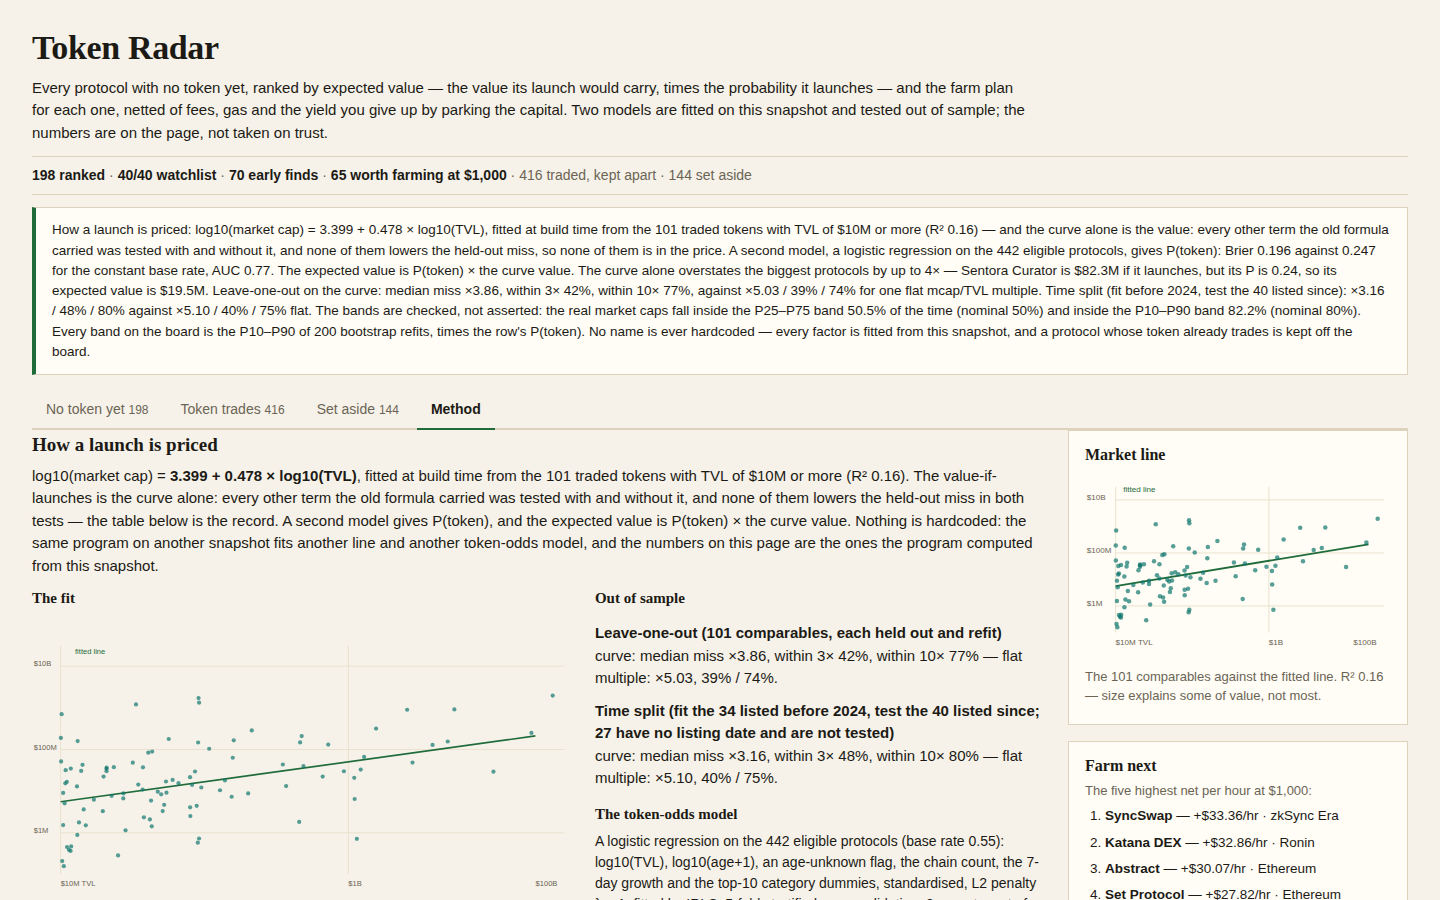 Token Radar
Every protocol with no token yet, ranked by expected value — the value its launch would carry, times the probability it launches — and the farm plan
for each one, netted of fees, gas and the yield you give up by parking the capital. Two models are fitted on this snapshot and tested out of sample; the
numbers are on the page, not taken on trust.
198 ranked · 40/40 watchlist · 70 early finds · 65 worth farming at $1,000 · 416 traded, kept apart · 144 set aside
How a launch is priced: log10(market cap) = 3.399 + 0.478 × log10(TVL), fitted at build time from the 101 traded tokens with TVL of $10M or more (R² 0.16) — and the curve alone is the value: every other term the old formula
carried was tested with and without it, and none of them lowers the held-out miss, so none of them is in the price. A second model, a logistic regression on the 442 eligible protocols, gives P(token): Brier 0.196 against 0.247
for the constant base rate, AUC 0.77. The expected value is P(token) × the curve value. The curve alone overstates the biggest protocols by up to 4× — Sentora Curator is $82.3M if it launches, but its P is 0.24, so its
expected value is $19.5M. Leave-one-out on the curve: median miss ×3.86, within 3× 42%, within 10× 77%, against ×5.03 / 39% / 74% for one flat mcap/TVL multiple. Time split (fit before 2024, test the 40 listed since): ×3.16
/ 48% / 80% against ×5.10 / 40% / 75% flat. The bands are checked, not asserted: the real market caps fall inside the P25–P75 band 50.5% of the time (nominal 50%) and inside the P10–P90 band 82.2% (nominal 80%).
Every band on the board is the P10–P90 of 200 bootstrap refits, times the row's P(token). No name is ever hardcoded — every factor is fitted from this snapshot, and a protocol whose token already trades is kept off the
board.
No token yet 198 Token trades 416 Set aside 144 Method
How a launch is priced
log10(market cap) = 3.399 + 0.478 × log10(TVL), fitted at build time from the 101 traded tokens with TVL of $10M or more (R² 0.16). The value-if-
launches is the curve alone: every other term the old formula carried was tested with and without it, and none of them lowers the held-out miss in both
tests — the table below is the record. A second model gives P(token), and the expected value is P(token) × the curve value. Nothing is hardcoded: the
same program on another snapshot fits another line and another token-odds model, and the numbers on this page are the ones the program computed
from this snapshot.
The fit
fitted line
$10B
$100M
$1M
$10M TVL $1B $100B
Out of sample
Leave-one-out (101 comparables, each held out and refit)
curve: median miss ×3.86, within 3× 42%, within 10× 77% — flat
multiple: ×5.03, 39% / 74%.
Time split (fit the 34 listed before 2024, test the 40 listed since;
27 have no listing date and are not tested)
curve: median miss ×3.16, within 3× 48%, within 10× 80% — flat
multiple: ×5.10, 40% / 75%.
The token-odds model
A logistic regression on the 442 eligible protocols (base rate 0.55):
log10(TVL), log10(age+1), an age-unknown flag, the chain count, the 7-
day growth and the top-10 category dummies, standardised, L2 penalty
Market line
fitted line
$10B
$100M
$1M
$10M TVL $1B $100B
The 101 comparables against the fitted line. R² 0.16
— size explains some of value, not most.
Farm next
The five highest net per hour at $1,000:
1. SyncSwap — +$33.36/hr · zkSync Era
2. Katana DEX — +$32.86/hr · Ronin
3. Abstract — +$30.07/hr · Ethereum
4. Set Protocol — +$27.82/hr · Ethereum